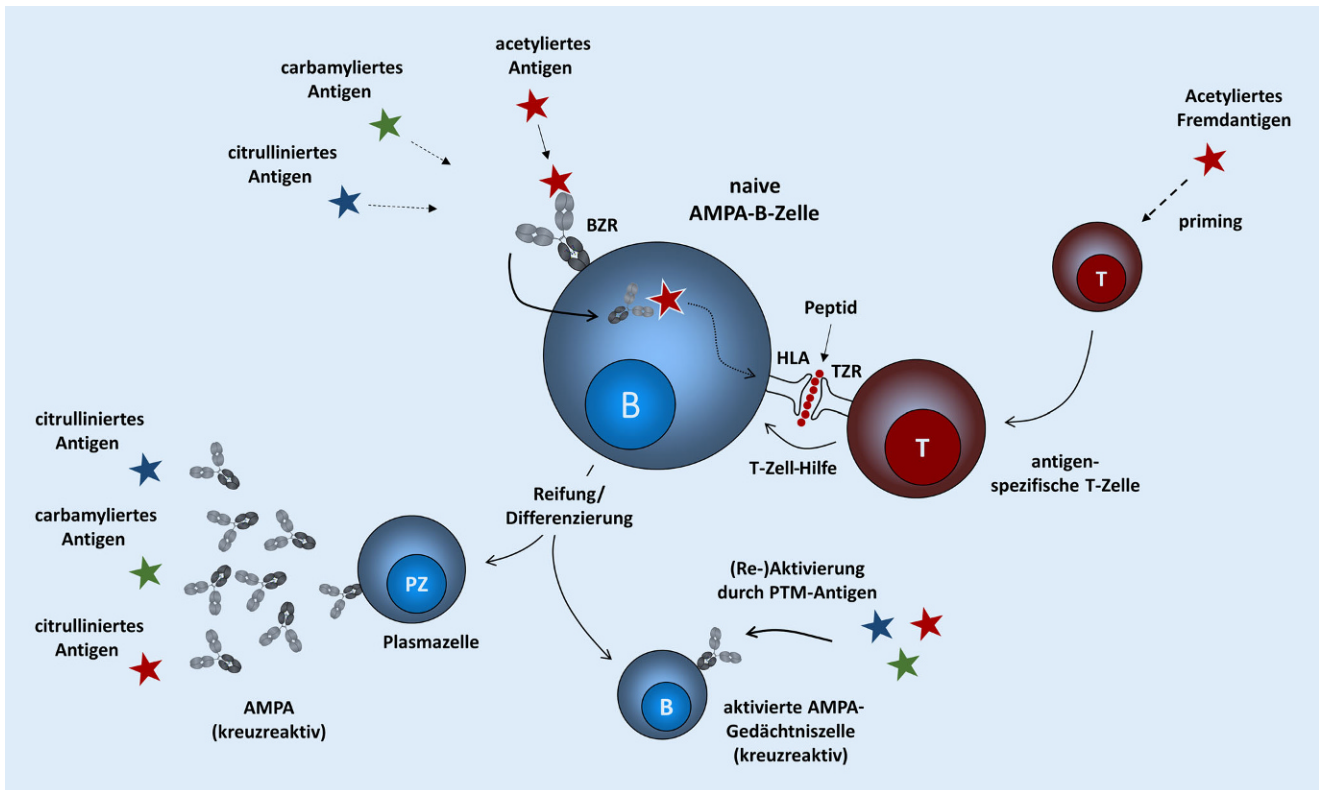 acetyliertes
Antigen
carbamyliertes
Antigen
citrulliniertes
Antigen
Acetyliertes
Fremdantigen
priming
naive
AMPA-B-Zelle
BZR
T
Peptid
HLA
TZR
B
T
T-Zell-Hilfe
antigen-
spezifische T-Zelle
Reifung/
Differenzierung
citrulliniertes
Antigen
carbamyliertes
Antigen
citrulliniertes
Antigen
AMPA
(kreuzreaktiv)
PZ
Plasmazelle
(Re-)Aktivierung
durch PTM-Antigen
B
aktivierte AMPA-
Gedächtniszelle
(kreuzreaktiv)